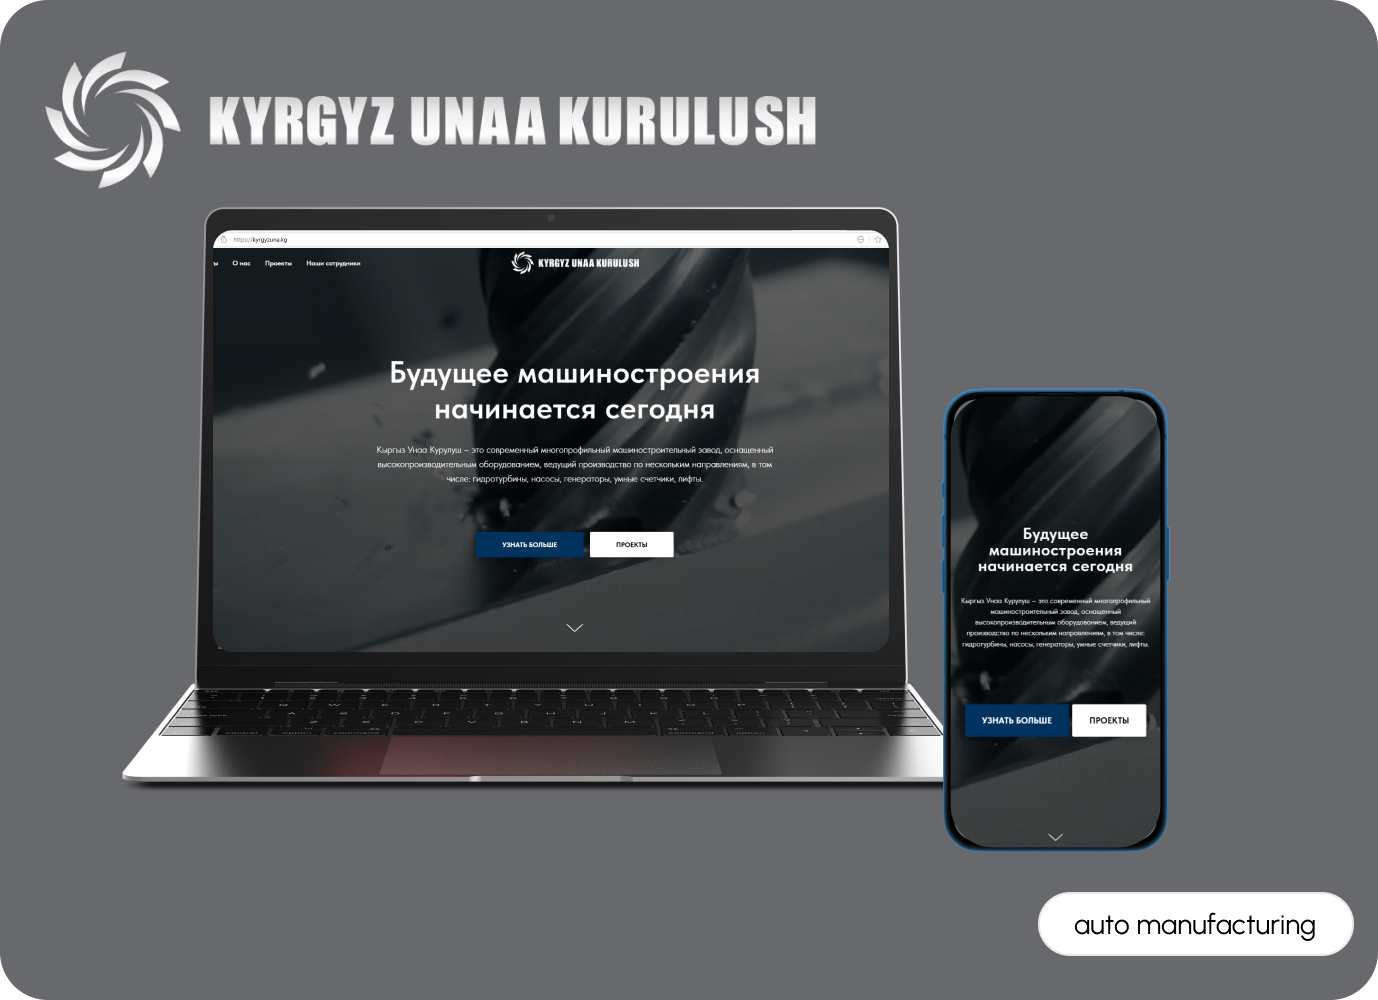 KYRGYZ UNAA KURULUSH
https://kyrgyzuna.kg
ы О нас Проекты Наши сотрудники
KYRGYZ UNAA KURULUSH
Будущее машиностроения
начинается сегодня
Кыргыз Унаа Курулуш – это современный многопрофильный машиностроительный завод, оснащенный
высокопроизводительным оборудованием, ведущий производство по нескольким направлениям, в том
числе: гидротурбины, насосы, генераторы, умные счетчики, лифты.
УЗНАТЬ БОЛЬШЕ ПРОЕКТЫ
Будущее
машиностроения
начинается сегодня
Кыргыз Унаа Курулуш – это современный многопрофильный
машиностроительный завод, оснащенный
высокопроизводительным оборудованием, ведущий
производство по нескольким направлениям, в том числе:
гидротурбины, насосы, генераторы, умные счетчики, лифты.
УЗНАТЬ БОЛЬШЕ ПРОЕКТЫ
auto manufacturing